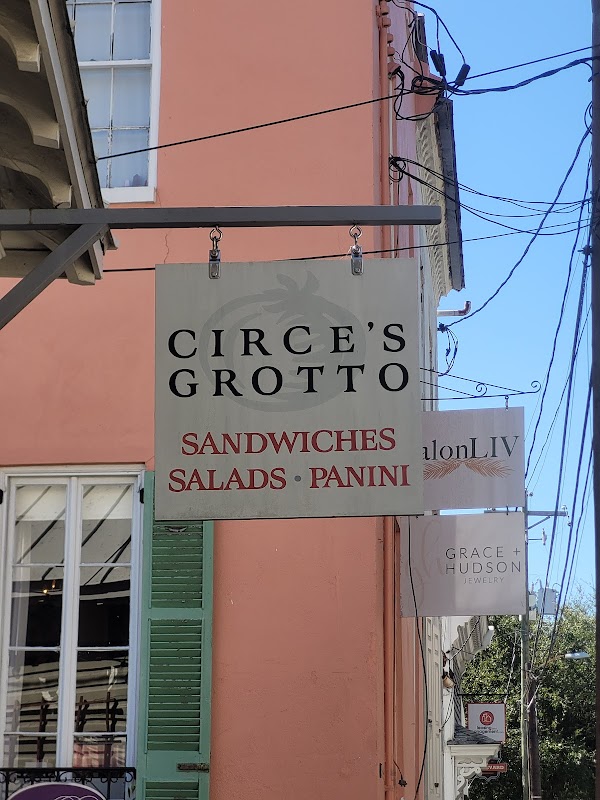 CIRCE'S
GROTTO
SANDWICHES
SALADS • PANINI
alonLIV
GRACE +
HUDSON
JEWELRY